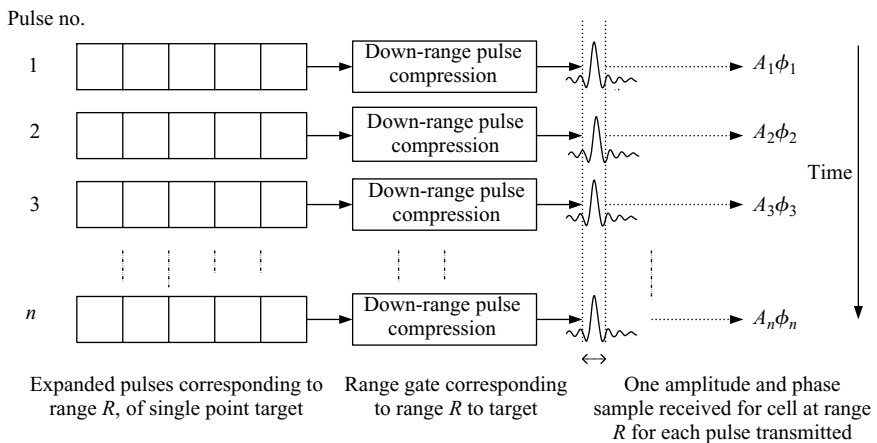 Pulse no.
1
Down-range pulse
compression
A₁ϕ₁
2
Down-range pulse
compression
A₂ϕ₂
3
Down-range pulse
compression
A₃ϕ₃
Time
n
Down-range pulse
compression
Aₙϕₙ
Expanded pulses corresponding to
range R, of single point target
Range gate corresponding
to range R to target
One amplitude and phase
sample received for cell at range
R for each pulse transmitted